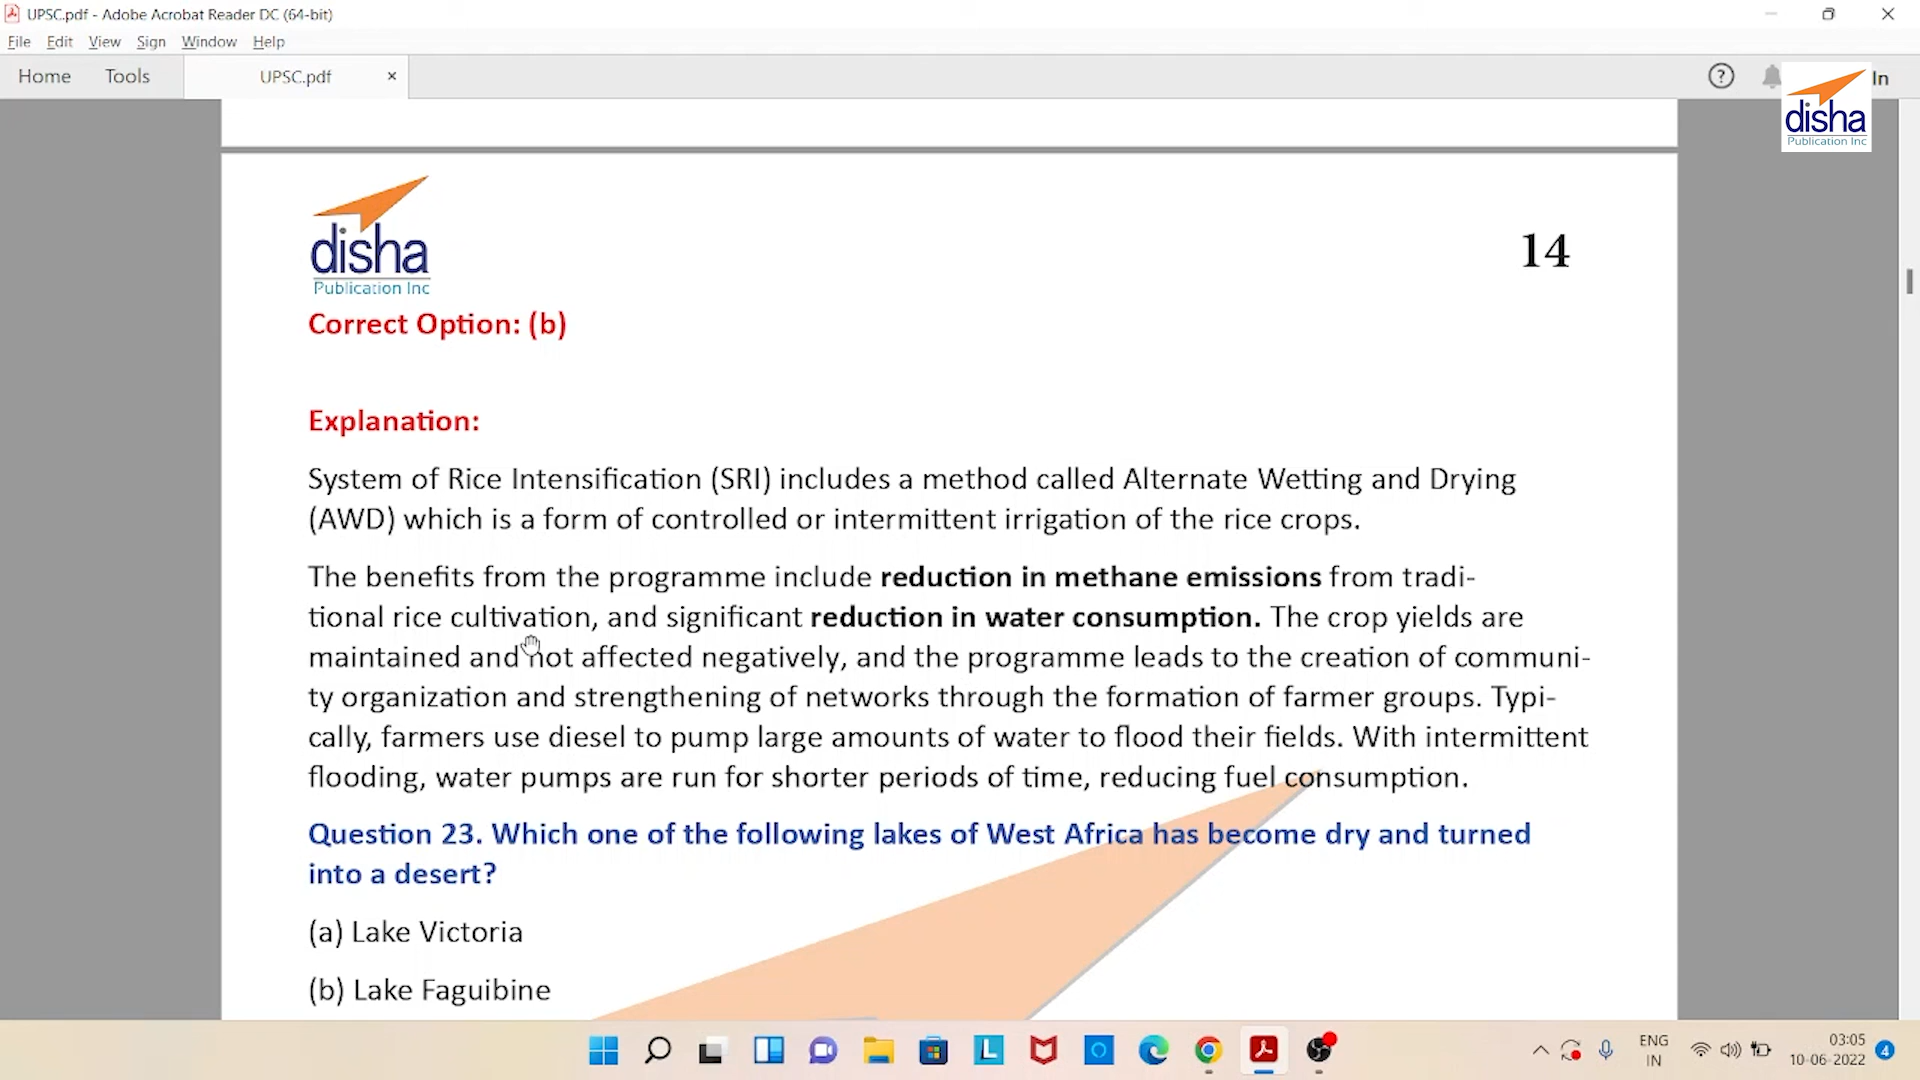 UPSC.pdf - Adobe Acrobat Reader DC (64-bit)
File Edit View Sign Window Help
Home Tools UPSC.pdf In
disha
Publication Inc
disha
Publication Inc
14
Correct Option: (b)
Explanation:
System of Rice Intensification (SRI) includes a method called Alternate Wetting and Drying
(AWD) which is a form of controlled or intermittent irrigation of the rice crops.
The benefits from the programme include reduction in methane emissions from tradi-
tional rice cultivation, and significant reduction in water consumption. The crop yields are
maintained and not affected negatively, and the programme leads to the creation of communi-
ty organization and strengthening of networks through the formation of farmer groups. Typi-
cally, farmers use diesel to pump large amounts of water to flood their fields. With intermittent
flooding, water pumps are run for shorter periods of time, reducing fuel consumption.
Question 23. Which one of the following lakes of West Africa has become dry and turned
into a desert?
(a) Lake Victoria
(b) Lake Faguibine
L
ENG
IN
03:05
10-06-2022
4